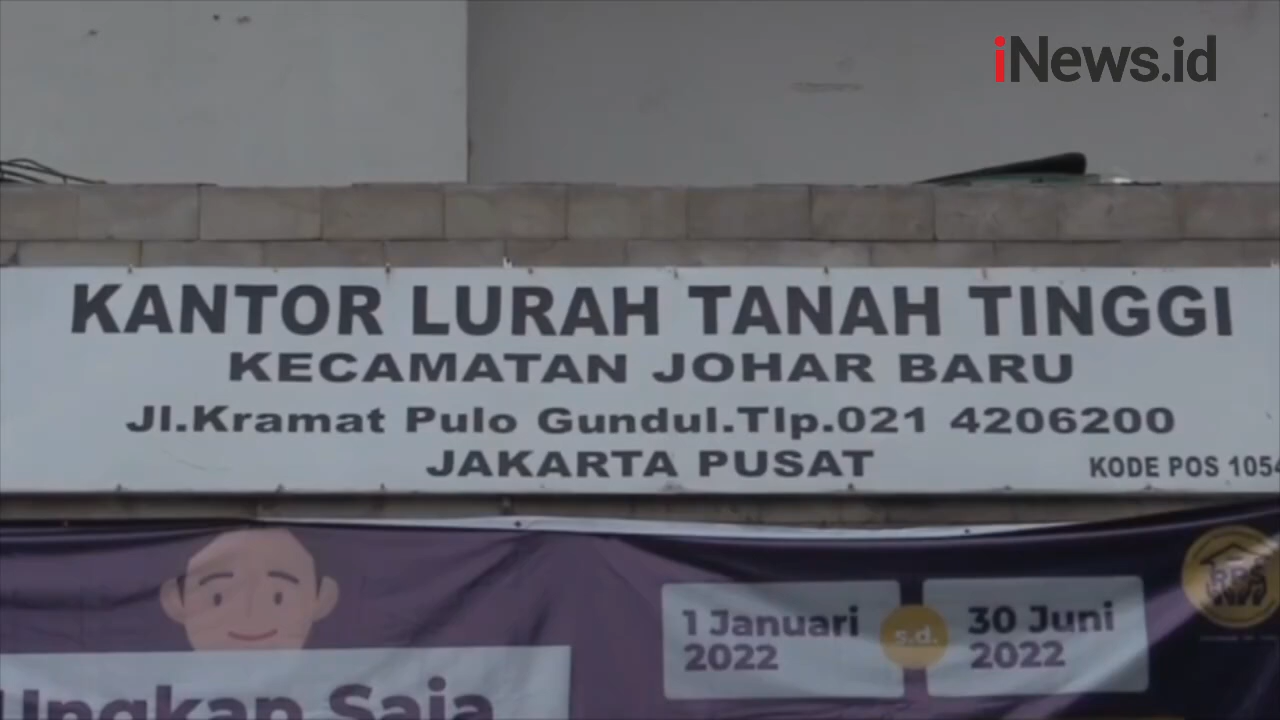 iNews.id
KANTOR LURAH TANAH TINGGI
KECAMATAN JOHAR BARU
Jl.Kramat Pulo Gundul.Tlp.021 4206200
JAKARTA PUSAT
KODE POS 1054
1 Januari 2022
s.d.
30 Juni 2022
Ungkap Saja